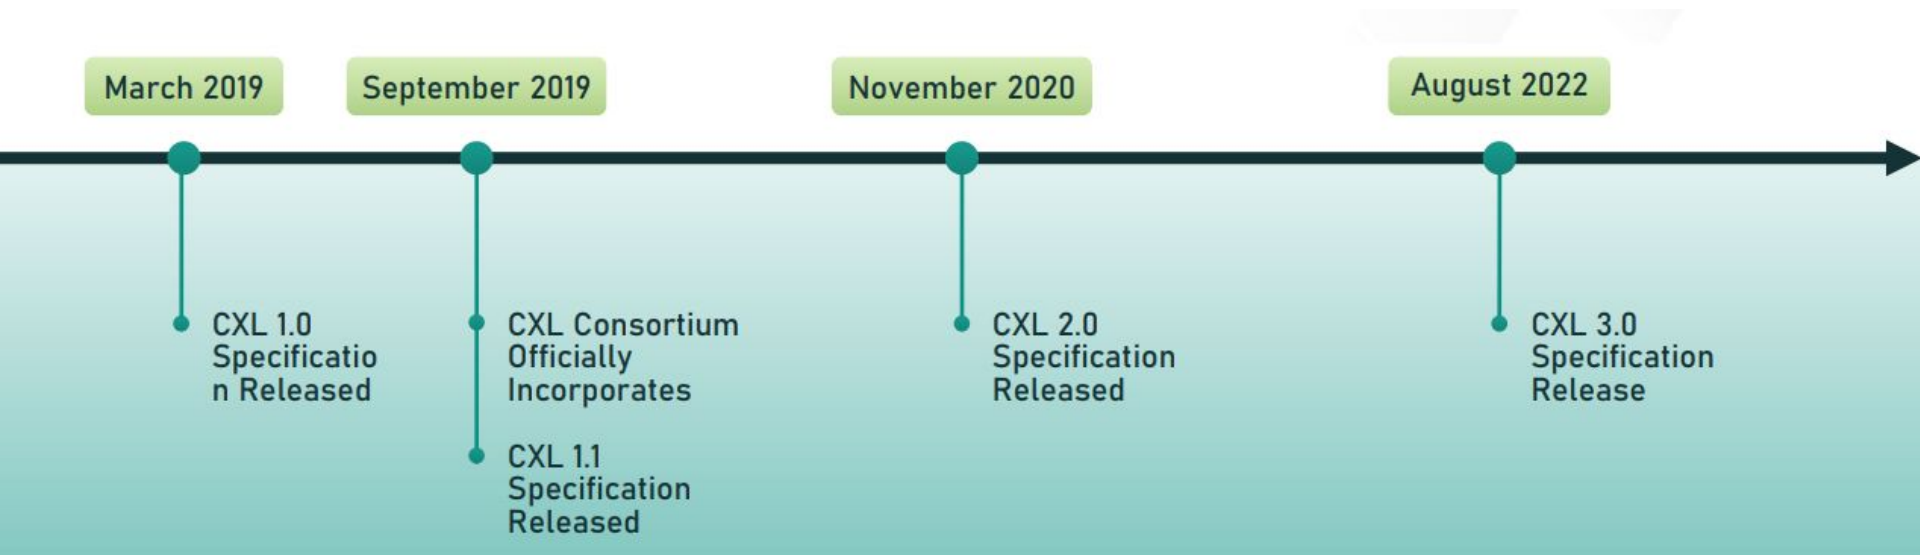 March 2019
September 2019
November 2020
August 2022
CXL 1.0
Specificatio
n Released
CXL Consortium
Officially
Incorporates
CXL 1.1
Specification
Released
CXL 2.0
Specification
Released
CXL 3.0
Specification
Release